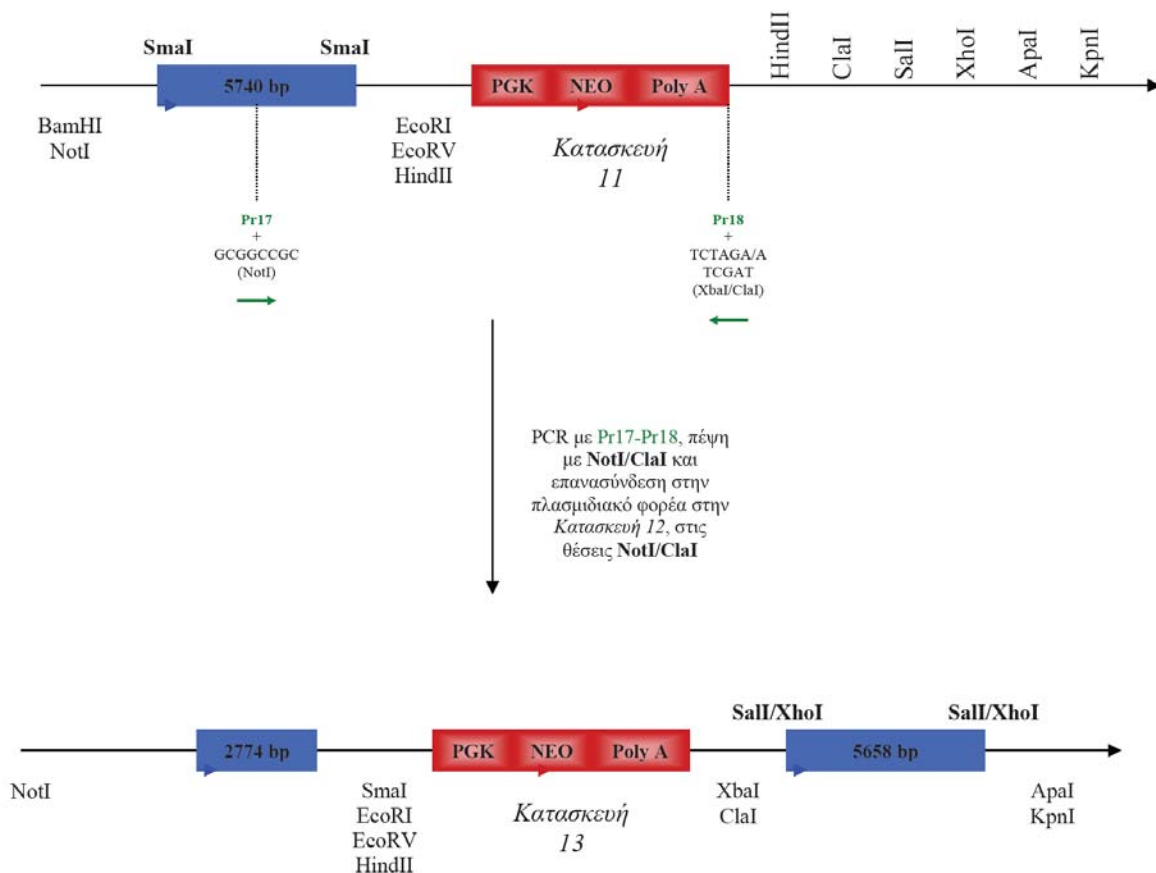 SmaI
SmaI
HindII
ClaI
SalI
XhoI
ApaI
KpnI
5740 bp
PGK NEO Poly A
BamHI
NotI
EcoRI
EcoRV
HindII
Κατασκευή
11
Pr17
+
GCGGCCGC
(NotI)
Pr18
+
TCTAGA/A
TCGAT
(XbaI/ClaI)
PCR με Pr17-Pr18, πέψη
με NotI/ClaI και
επανασύνδεση στην
πλασμιδιακό φορέα στην
Κατασκευή 12, στις
θέσεις NotI/ClaI
SalI/XhoI
SalI/XhoI
2774 bp
PGK NEO Poly A
5658 bp
NotI
SmaI
EcoRI
EcoRV
HindII
Κατασκευή
13
XbaI
ClaI
ApaI
KpnI